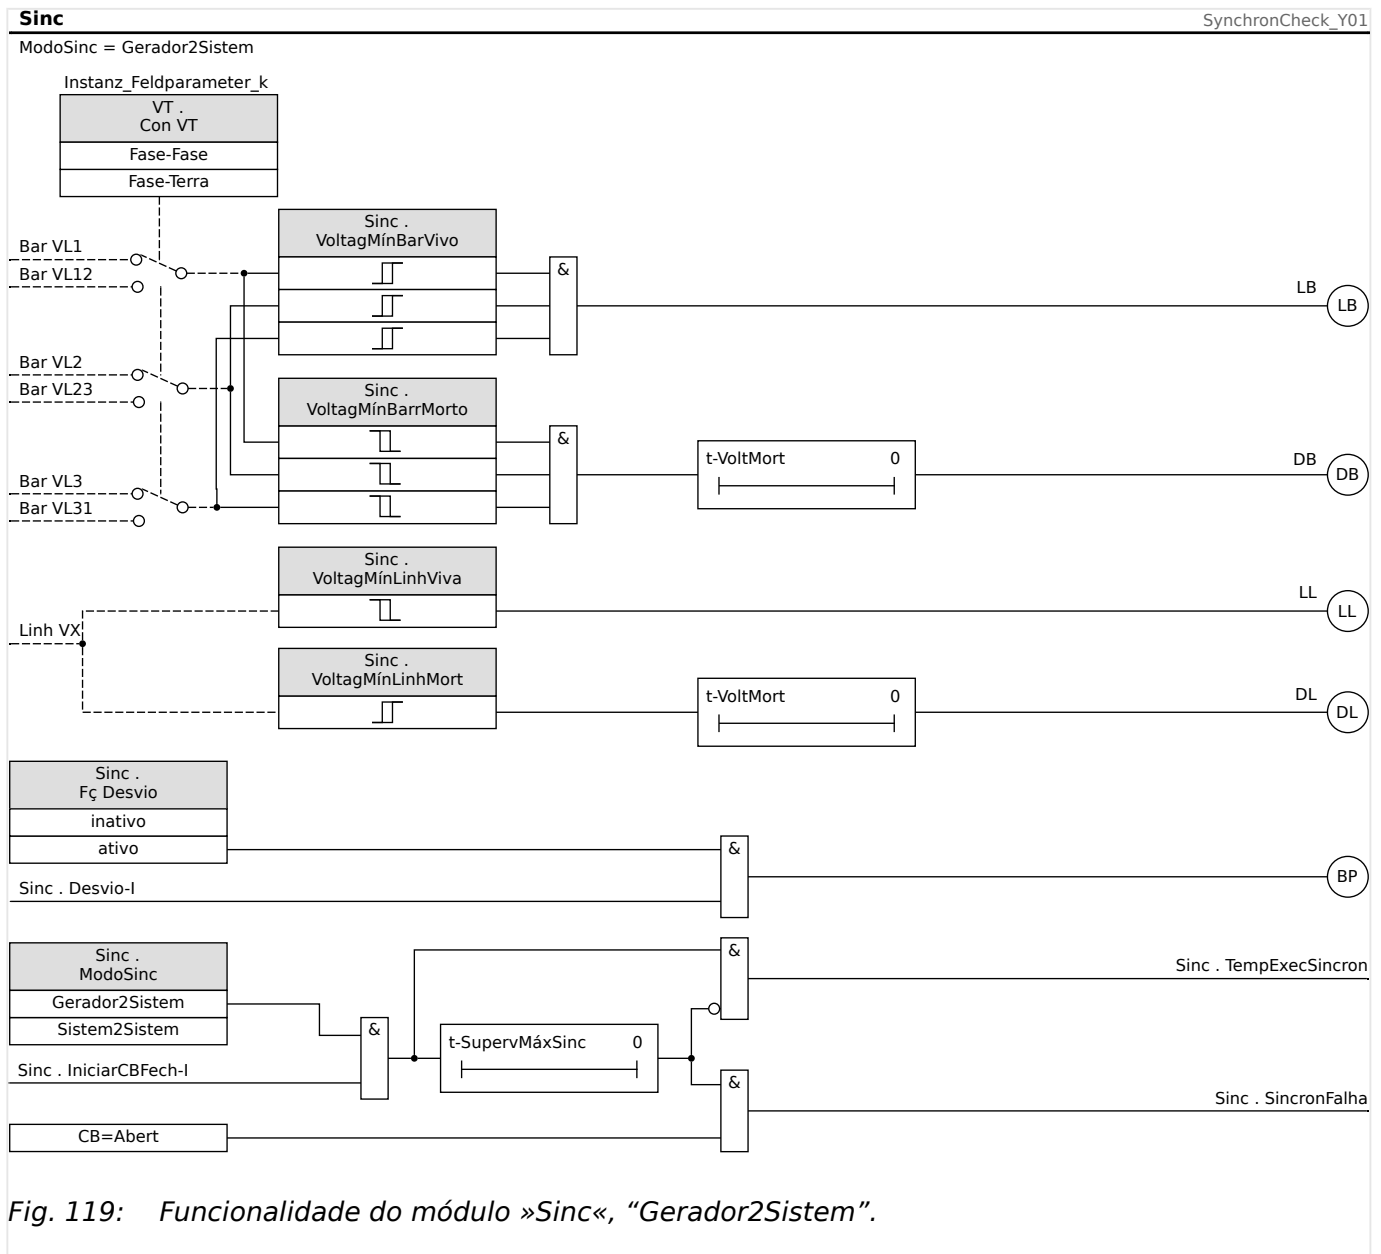 Sinc
SynchronCheck_Y01
ModoSinc = Gerador2Sistem
Instanz_Feldparameter_k
VT .
Con VT
Fase-Fase
Fase-Terra
Sinc .
VoltagMínBarVivo
Bar VL1
Bar VL12
&
LB
LB
Bar VL2
Bar VL23
Sinc .
VoltagMínBarrMorto
&
t-VoltMort 0
DB
DB
Bar VL3
Bar VL31
Sinc .
VoltagMínLinhViva
LL
LL
Linh VX
Sinc .
VoltagMínLinhMort
t-VoltMort 0
DL
DL
Sinc .
Fç Desvio
inativo
ativo
&
BP
Sinc . Desvio-I
Sinc .
ModoSinc
Gerador2Sistem
Sistem2Sistem
&
Sinc . TempExecSincron
&
t-SupervMáxSinc 0
Sinc . IniciarCBFech-I
&
Sinc . SincronFalha
CB=Abert
Fig. 119: Funcionalidade do módulo »Sinc«, “Gerador2Sistem”.